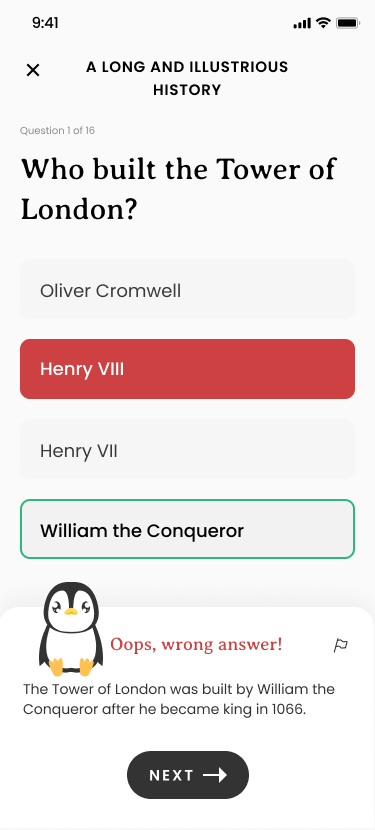 9:41
A LONG AND ILLUSTRIOUS
HISTORY
Question 1 of 16
Who built the Tower of
London?
Oliver Cromwell
Henry VIII
Henry VII
William the Conqueror
Oops, wrong answer!
The Tower of London was built by William the
Conqueror after he became king in 1066.
NEXT